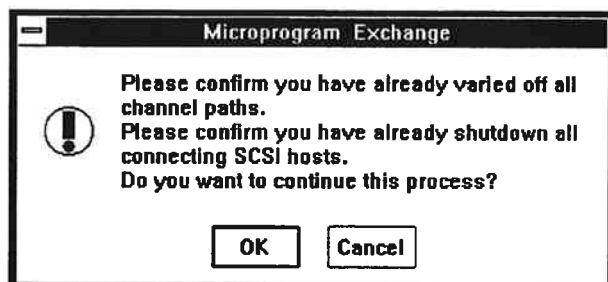 Microprogram Exchange
Please confirm you have already varied off all
channel paths.
Please confirm you have already shutdown all
connecting SCSI hosts.
Do you want to continue this process?
OK Cancel